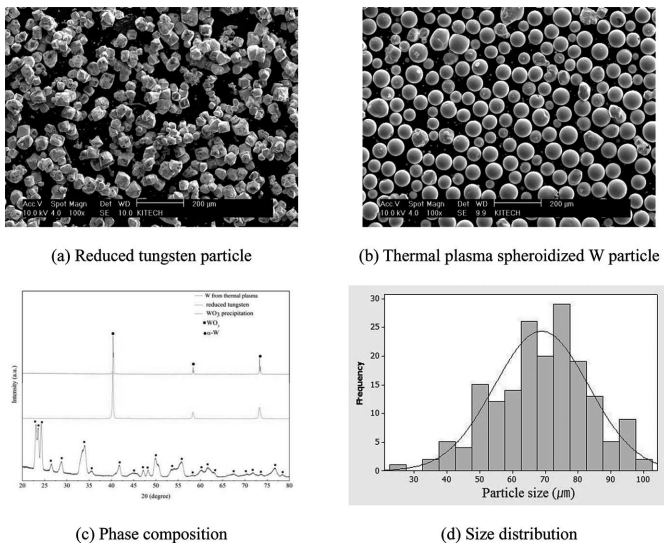 Acc.V Spot Magn Det WD 200 μm
10.0 kV 4.0 100x SE 10.0 KITECH
Acc.V Spot Magn Det WD 200 μm
10.0 kV 4.0 100x SE 9.9 KITECH
(a) Reduced tungsten particle
(b) Thermal plasma spheroidized W particle
W from thermal plasma
reduced tungsten
WO3 precipitation
WO3
α-W
Intensity (a.u.)
20 25 30 35 40 45 50 55 60 65 70 75 80
2θ (degree)
(c) Phase composition
30
25
20
15
10
5
0
Frequency
30 40 50 60 70 80 90 100
Particle size (μm)
(d) Size distribution